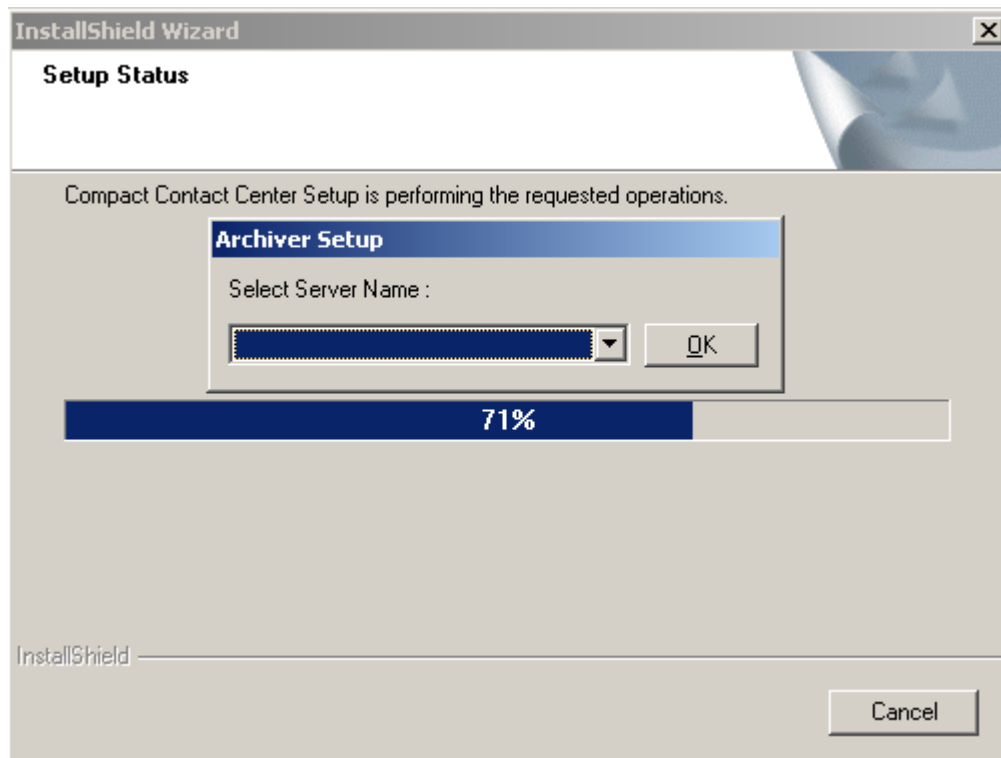 InstallShield Wizard
Setup Status
Compact Contact Center Setup is performing the requested operations.
Archiver Setup
Select Server Name :
OK
71%
InstallShield
Cancel